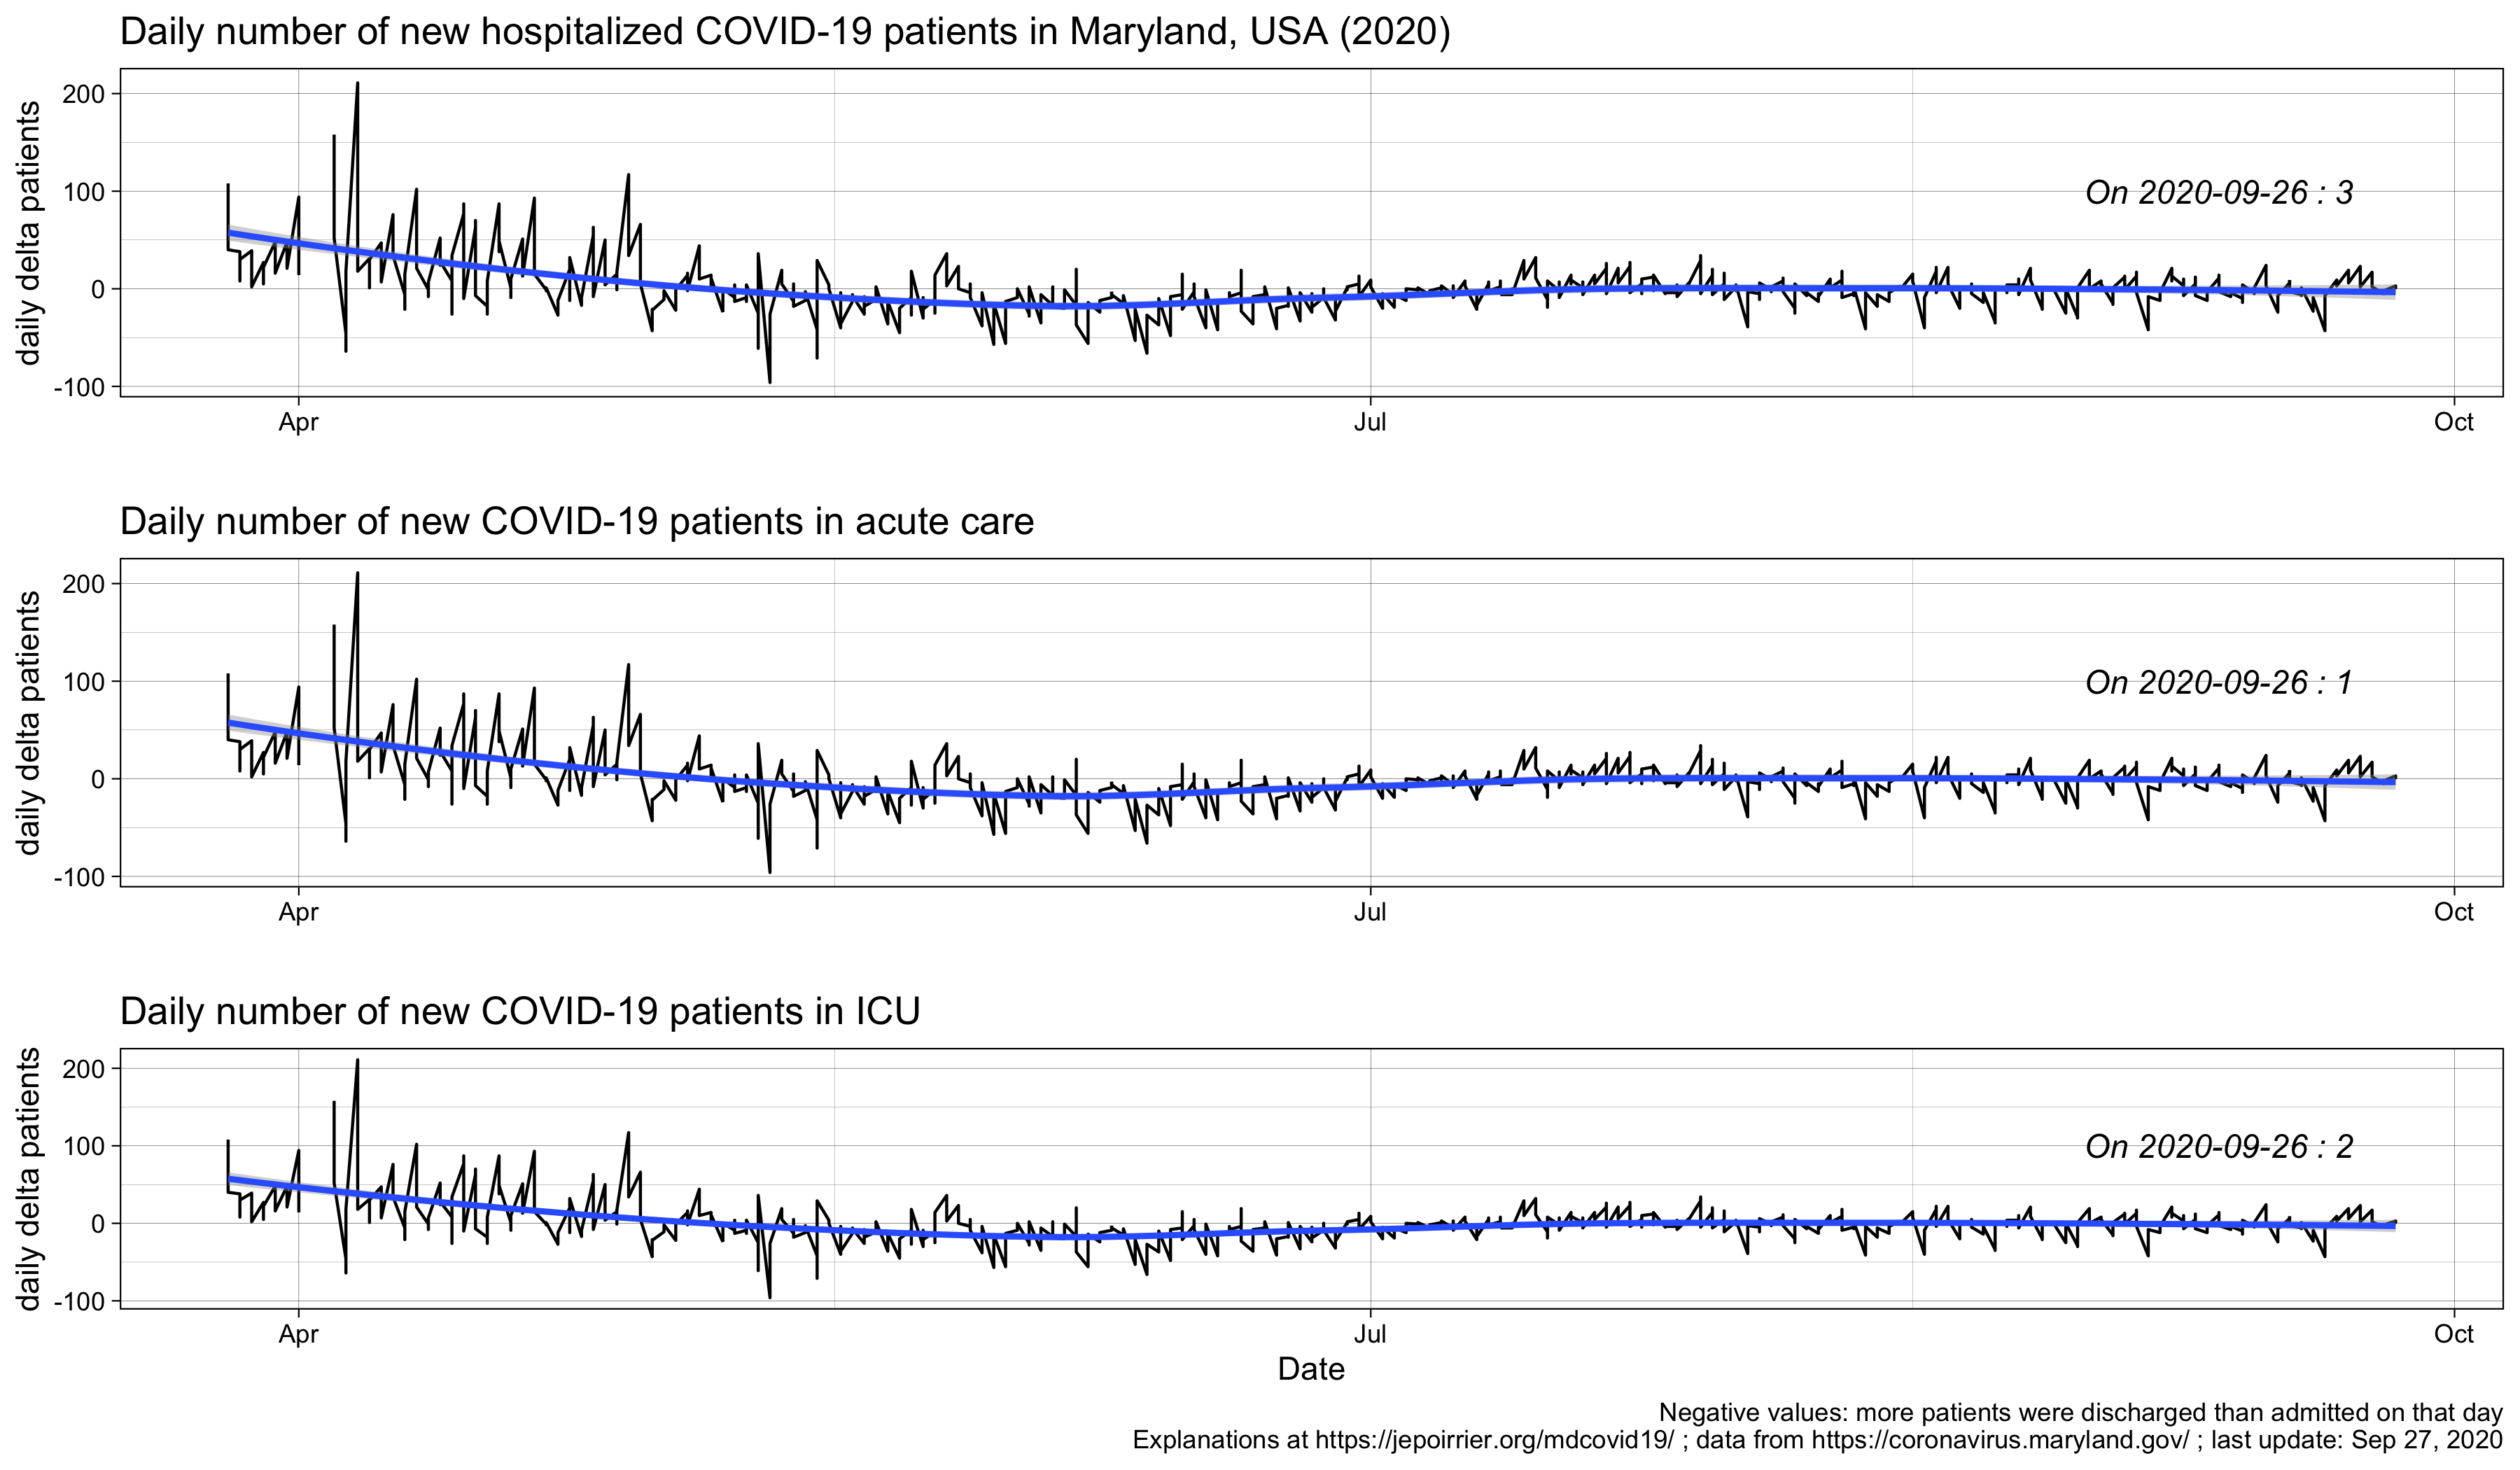 Daily number of new hospitalized COVID-19 patients in Maryland, USA (2020)
daily delta patients
200
100
0
-100
On 2020-09-26 : 3
Apr
Jul
Oct
Daily number of new COVID-19 patients in acute care
daily delta patients
200
100
0
-100
On 2020-09-26 : 1
Apr
Jul
Oct
Daily number of new COVID-19 patients in ICU
daily delta patients
200
100
0
-100
On 2020-09-26 : 2
Apr
Jul
Oct
Date
Negative values: more patients were discharged than admitted on that day
Explanations at https://jepoirrier.org/mdcovid19/ ; data from https://coronavirus.maryland.gov/ ; last update: Sep 27, 2020